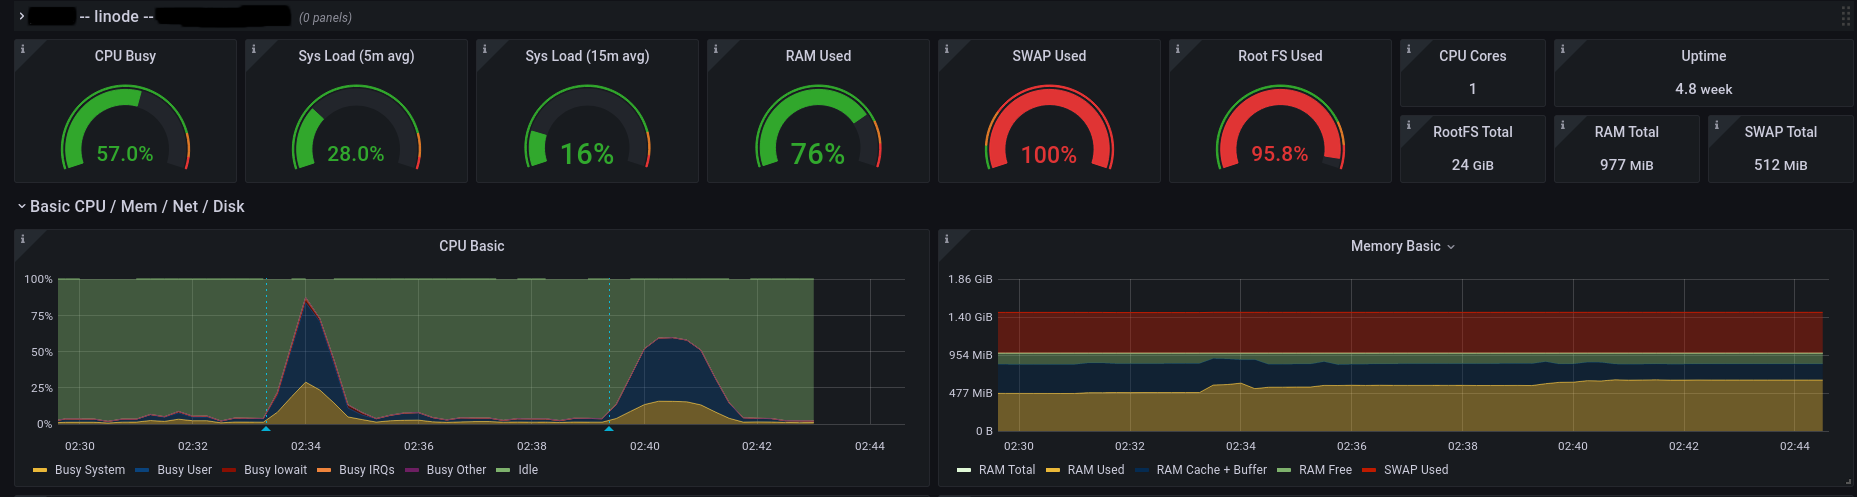 -- linode -- (0 panels)
CPU Busy
57.0%
Sys Load (5m avg)
28.0%
Sys Load (15m avg)
16%
RAM Used
76%
SWAP Used
100%
Root FS Used
95.8%
CPU Cores
1
Uptime
4.8 week
RootFS Total
24 GiB
RAM Total
977 MiB
SWAP Total
512 MiB
Basic CPU / Mem / Net / Disk
CPU Basic
100%
75%
50%
25%
0%
02:30 02:32 02:34 02:36 02:38 02:40 02:42 02:44
Busy System Busy User Busy Iowait Busy IRQs Busy Other Idle
Memory Basic
1.86 GiB
1.40 GiB
954 MiB
477 MiB
0 B
02:30 02:32 02:34 02:36 02:38 02:40 02:42 02:44
RAM Total RAM Used RAM Cache + Buffer RAM Free SWAP Used